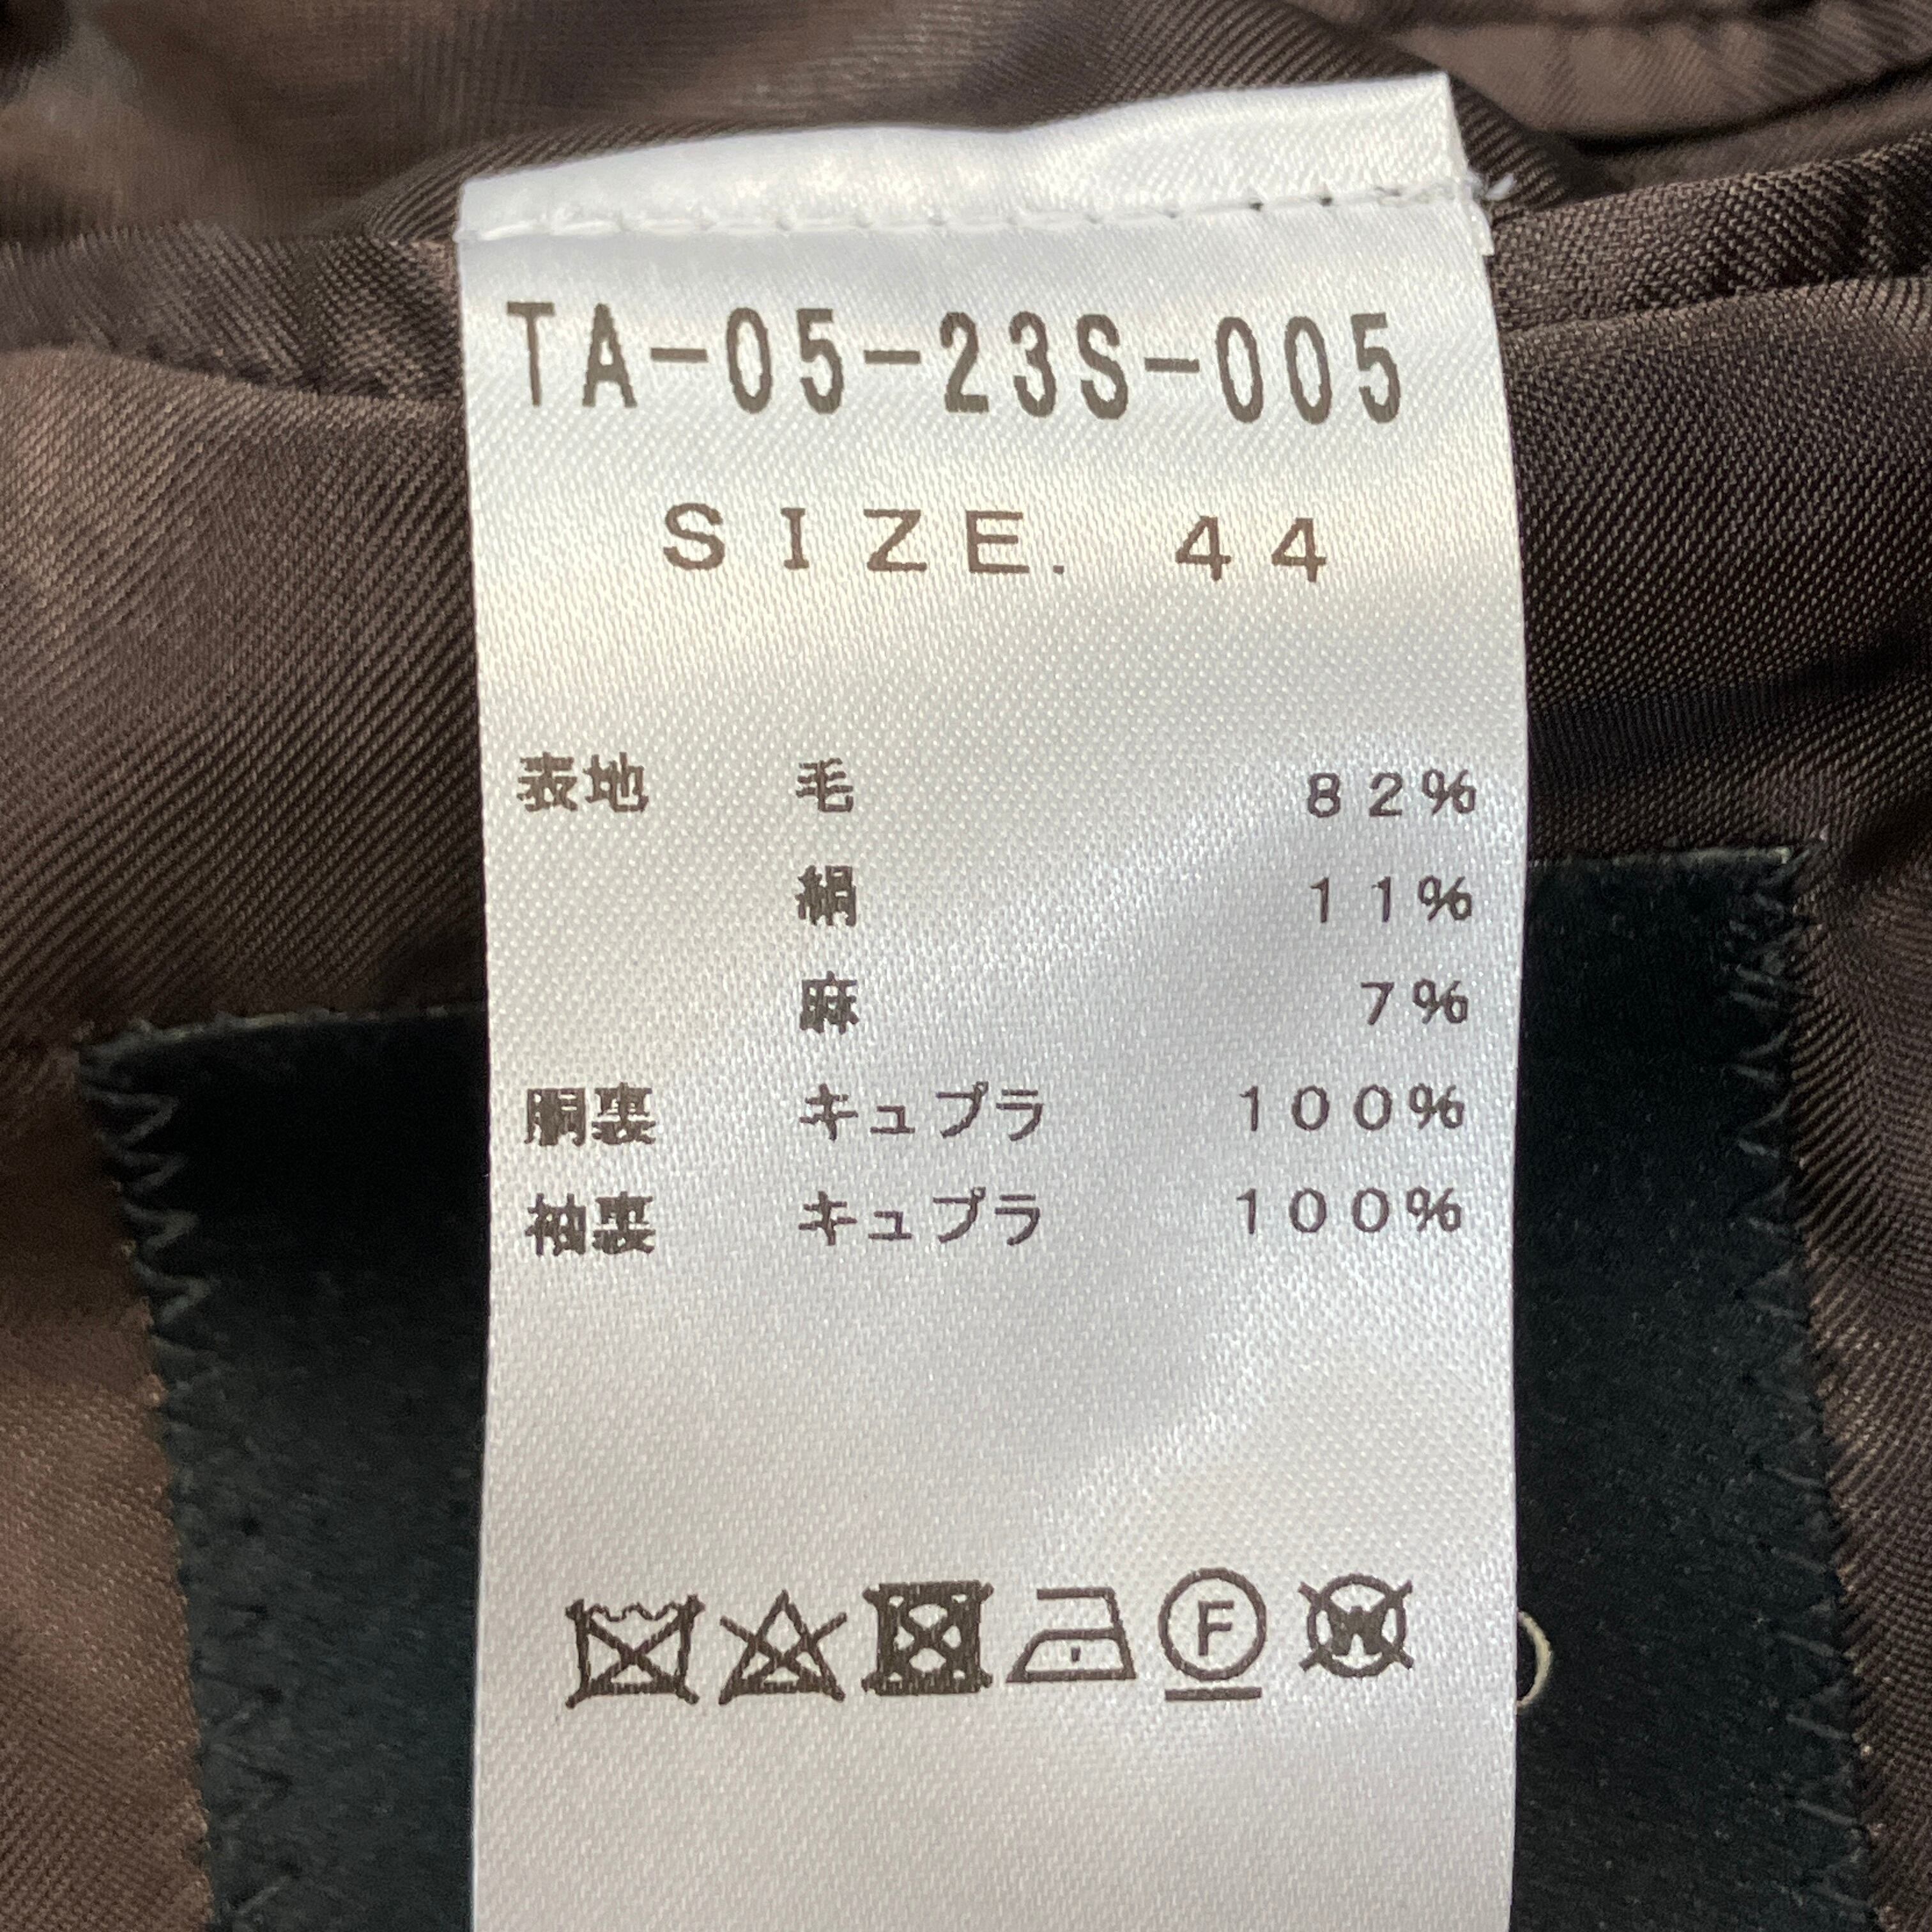 TA-05-23S-005
SIZE. 44
表地 毛 82%
絹 11%
麻 7%
胴裏 キュプラ 100%
袖裏 キュプラ 100%
F W